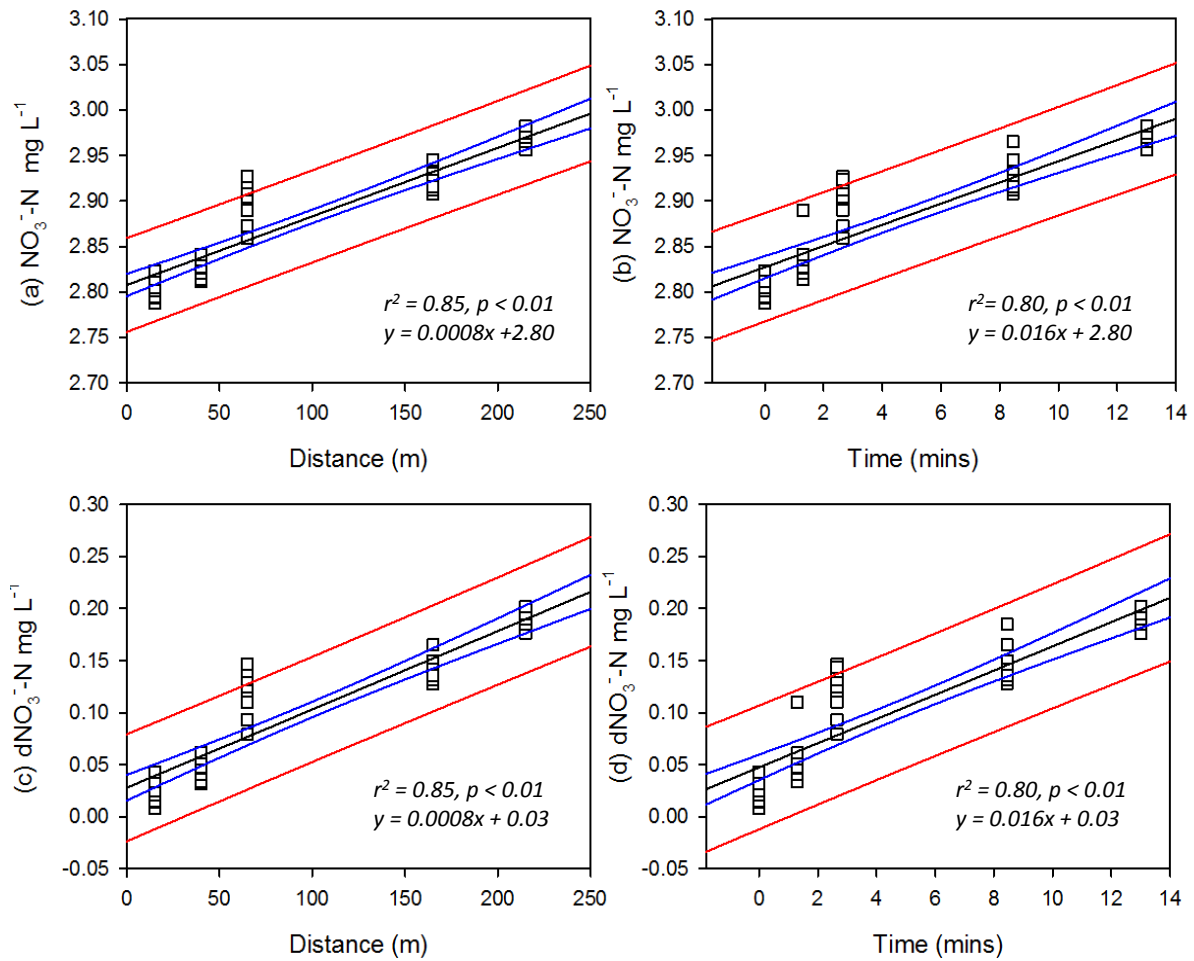 (a) NO₃⁻-N mg L⁻¹
3.10
3.05
3.00
2.95
2.90
2.85
2.80
2.75
2.70
r² = 0.85, p < 0.01
y = 0.0008x +2.80
0 50 100 150 200 250
Distance (m)
(b) NO₃⁻-N mg L⁻¹
3.10
3.05
3.00
2.95
2.90
2.85
2.80
2.75
2.70
r²= 0.80, p < 0.01
y = 0.016x + 2.80
0 2 4 6 8 10 12 14
Time (mins)
(c) dNO₃⁻-N mg L⁻¹
0.30
0.25
0.20
0.15
0.10
0.05
0.00
-0.05
r² = 0.85, p < 0.01
y = 0.0008x + 0.03
0 50 100 150 200 250
Distance (m)
(d) dNO₃⁻-N mg L⁻¹
0.30
0.25
0.20
0.15
0.10
0.05
0.00
-0.05
r² = 0.80, p < 0.01
y = 0.016x + 0.03
0 2 4 6 8 10 12 14
Time (mins)